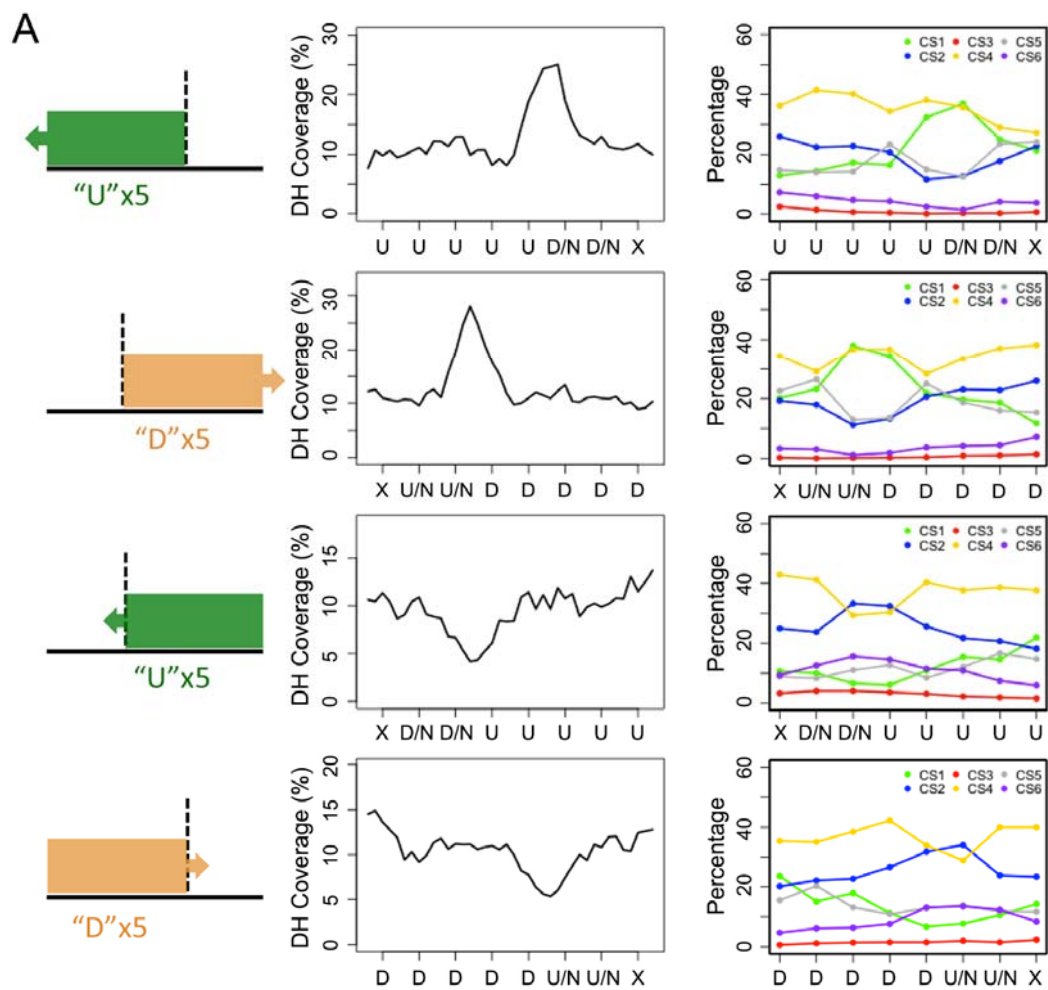 A
"U"x5
DH Coverage (%)
0 10 20 30
U U U U U D/N D/N X
Percentage
0 20 40 60
CS1 CS3 CS5
CS2 CS4 CS6
U U U U U D/N D/N X
"D"x5
DH Coverage (%)
0 10 20 30
X U/N U/N D D D D D
Percentage
0 20 40 60
CS1 CS3 CS5
CS2 CS4 CS6
X U/N U/N D D D D D
"U"x5
DH Coverage (%)
0 5 10 15
X D/N D/N U U U U U
Percentage
0 20 40 60
CS1 CS3 CS5
CS2 CS4 CS6
X D/N D/N U U U U U
"D"x5
DH Coverage (%)
0 5 10 15 20
D D D D D U/N U/N X
Percentage
0 20 40 60
CS1 CS3 CS5
CS2 CS4 CS6
D D D D D U/N U/N X